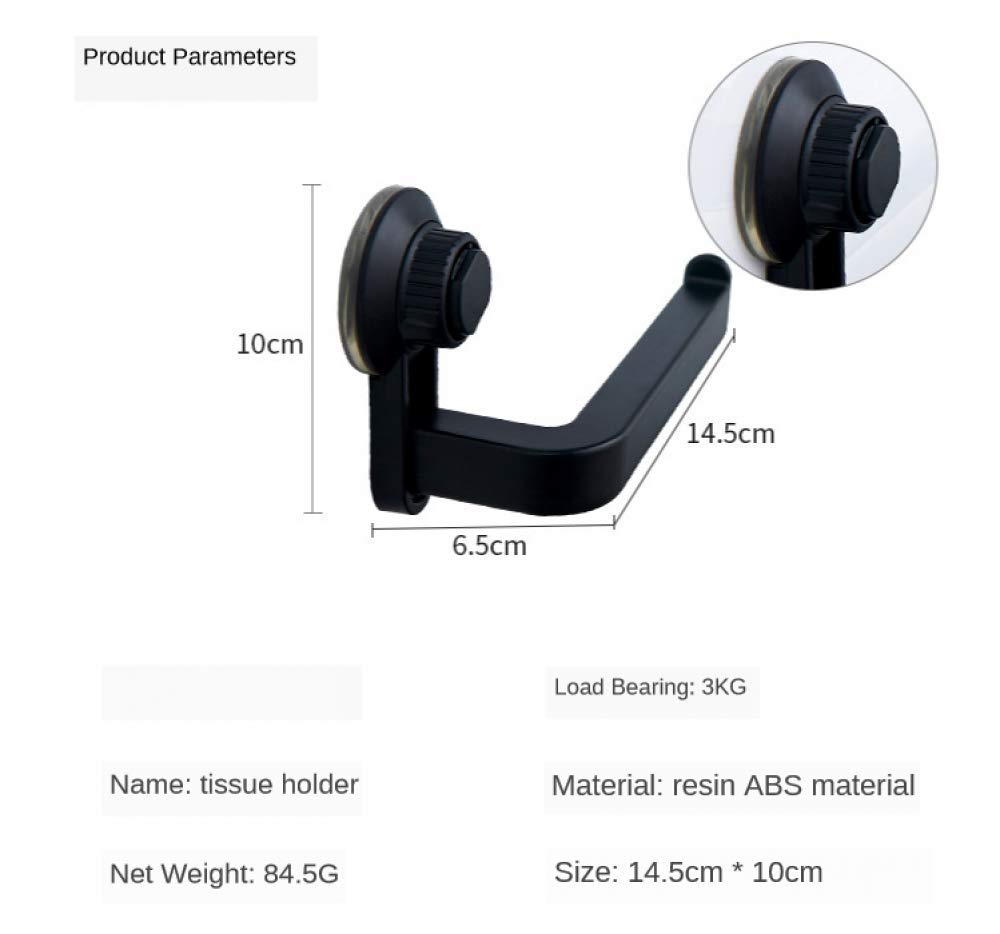 Product Parameters
10cm
14.5cm
6.5cm
Load Bearing: 3KG
Name: tissue holder
Material: resin ABS material
Net Weight: 84.5G
Size: 14.5cm * 10cm